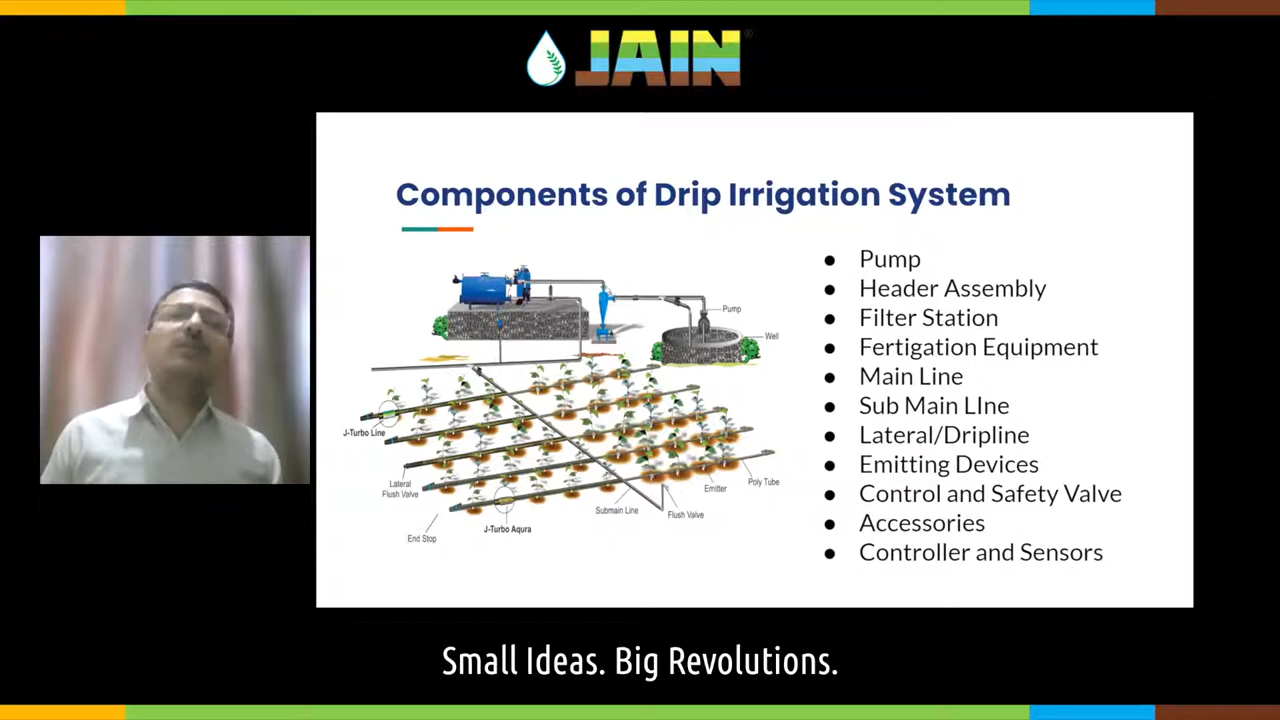 JAIN®
Components of Drip Irrigation System
● Pump
● Header Assembly
● Filter Station
● Fertigation Equipment
● Main Line
● Sub Main LIne
● Lateral/Dripline
● Emitting Devices
● Control and Safety Valve
● Accessories
● Controller and Sensors
Pump
Well
J-Turbo Line
Lateral
Flush Valve
End Stop
J-Turbo Aqura
Submain Line
Flush Valve
Emitter
Poly Tube
Small Ideas. Big Revolutions.